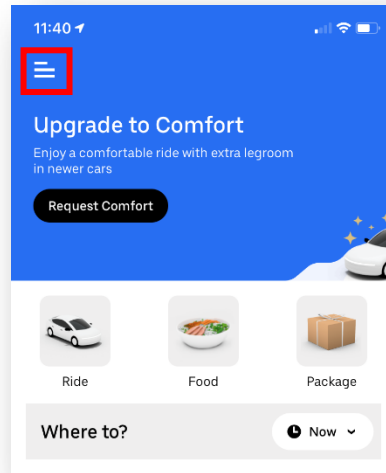 11:40
Upgrade to Comfort
Enjoy a comfortable ride with extra legroom
in newer cars
Request Comfort
Ride Food Package
Where to? Now